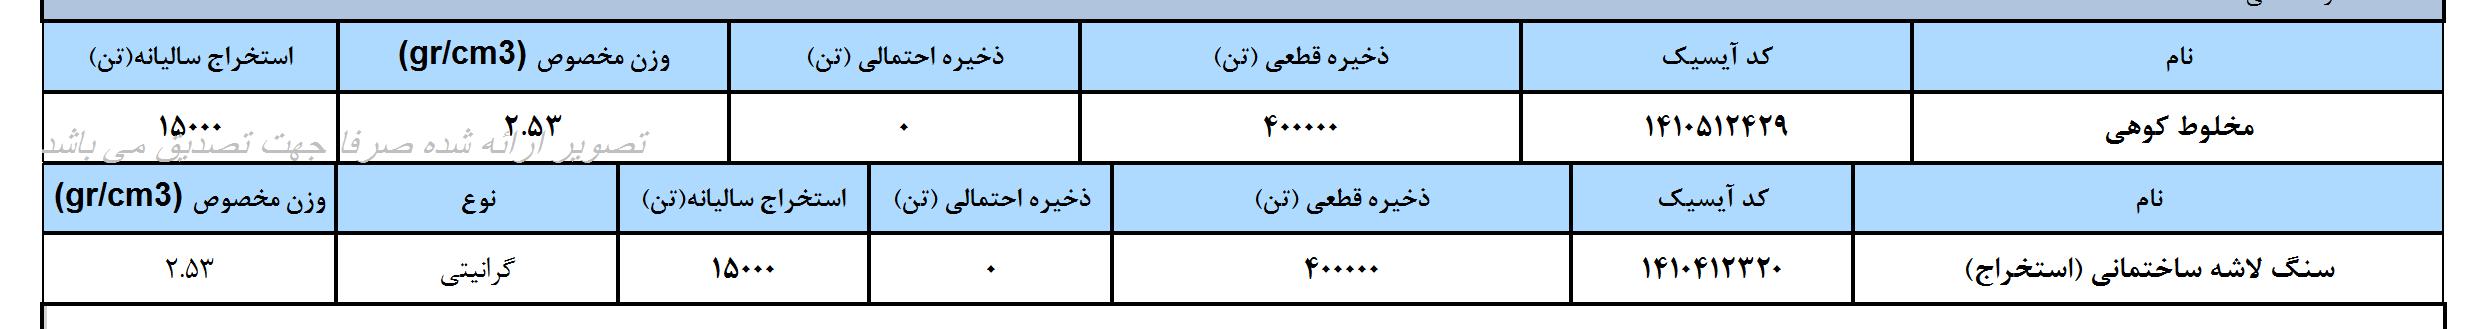 نام کد آیسیک ذخیره قطعی (تن) ذخیره احتمالی (تن) وزن مخصوص (gr/cm3) استخراج سالیانه(تن)
مخلوط کوهی ۱۴۱۰۵۱۲۴۲۹ ۴۰۰۰۰۰ ۰ ۲.۵۳ ۱۵۰۰۰
تصویر ارائه شده صرفا جهت تصدیق می باشد
نام کد آیسیک ذخیره قطعی (تن) ذخیره احتمالی (تن) استخراج سالیانه(تن) نوع وزن مخصوص (gr/cm3)
سنگ لاشه ساختمانی (استخراج) ۱۴۱۰۴۱۲۳۲۰ ۴۰۰۰۰۰ ۰ ۱۵۰۰۰ گرانیتی ۲.۵۳